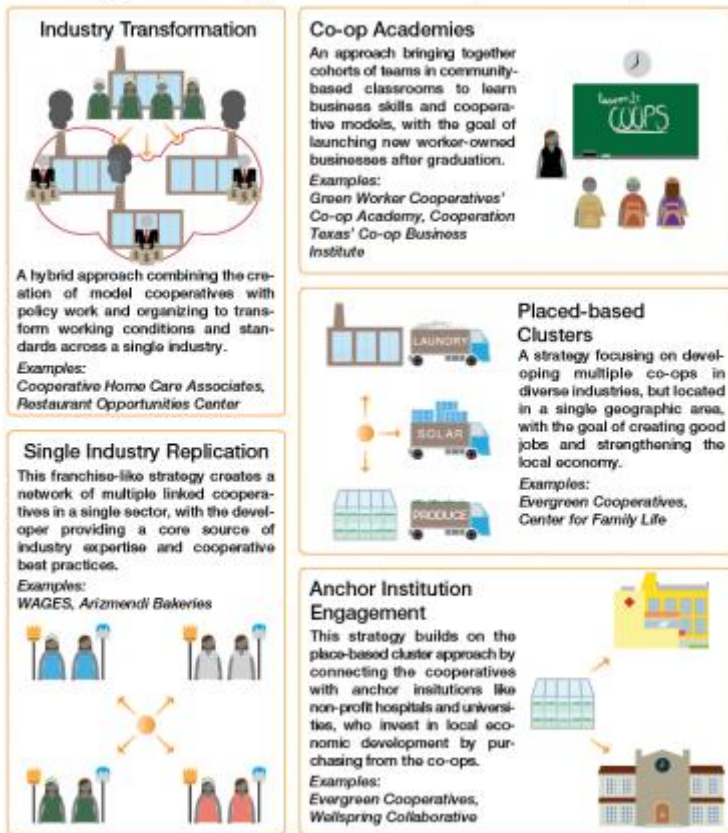 Industry Transformation
A hybrid approach combining the cre-
ation of model cooperatives with
policy work and organizing to trans-
form working conditions and stan-
dards across a single industry.
Examples:
Cooperative Home Care Associates,
Restaurant Opportunities Center
Single Industry Replication
This franchise-like strategy creates a
network of multiple linked coopera-
tives in a single sector, with the devel-
oper providing a core source of
industry expertise and cooperative
best practices.
Examples:
WAGES, Arizmendi Bakeries
Co-op Academies
An approach bringing together
cohorts of teams in community-
based classrooms to learn
business skills and coopera-
tive models, with the goal of
launching new worker-owned
businesses after graduation.
Examples:
Green Worker Cooperatives'
Co-op Academy, Cooperation
Texas' Co-op Business
Institute
COOPS
Placed-based
Clusters
A strategy focusing on devel-
oping multiple co-ops in
diverse industries, but located
in a single geographic area,
with the goal of creating good
jobs and strengthening the
local economy.
Examples:
Evergreen Cooperatives,
Center for Family Life
LAUNDRY
SOLAR
PRODUCE
Anchor Institution
Engagement
This strategy builds on the
place-based cluster approach by
connecting the cooperatives
with anchor insitutions like
non-profit hospitals and universi-
ties, who invest in local eco-
nomic development by pur-
chasing from the co-ops.
Examples:
Evergreen Cooperatives,
Wellspring Collaborative